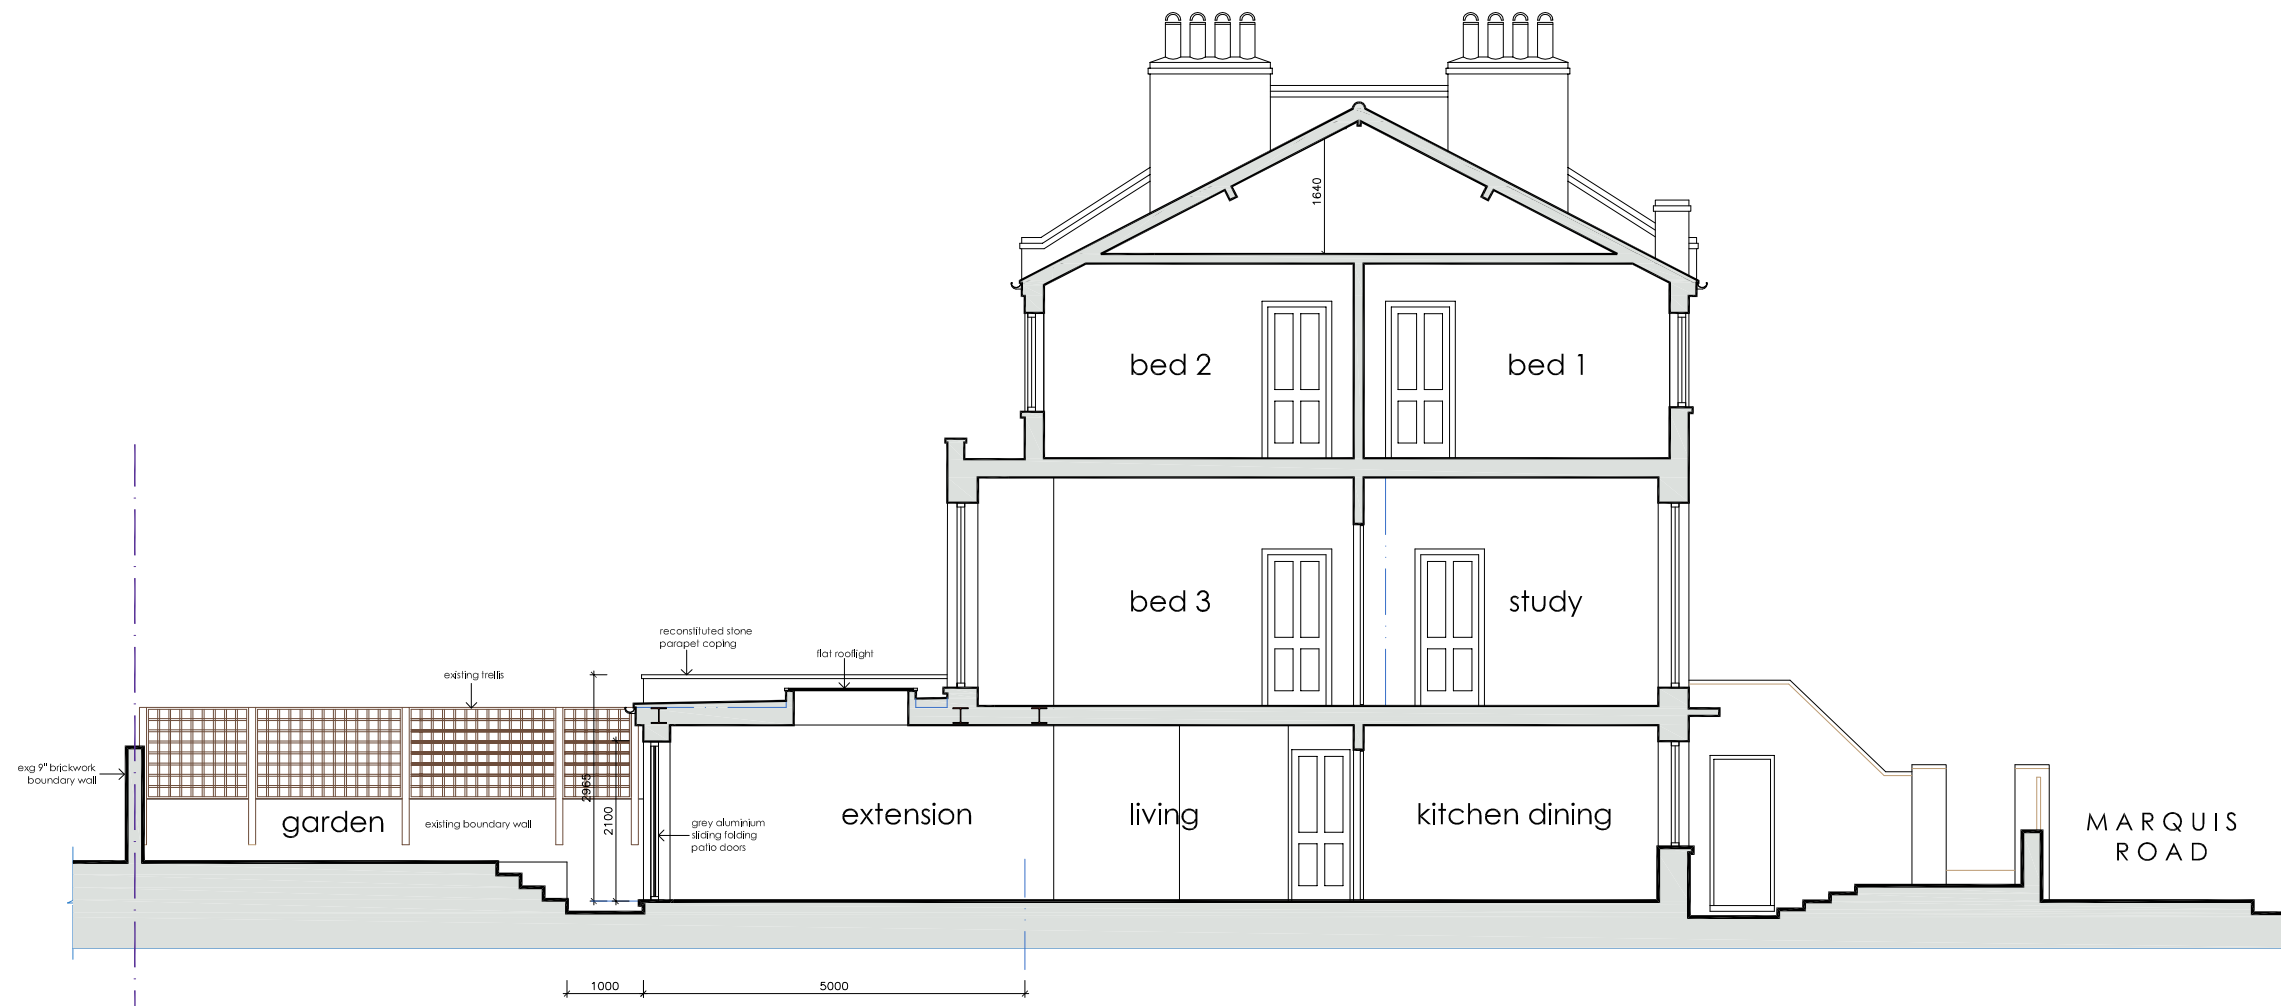 1640
bed 2
bed 1
bed 3
study
reconstituted stone
parapet coping
flat rooflight
existing trellis
exg 9" brickwork
boundary wall
2965
2100
garden
existing boundary wall
grey aluminium
sliding folding
patio doors
extension
living
kitchen dining
MARQUIS
ROAD
1000
5000